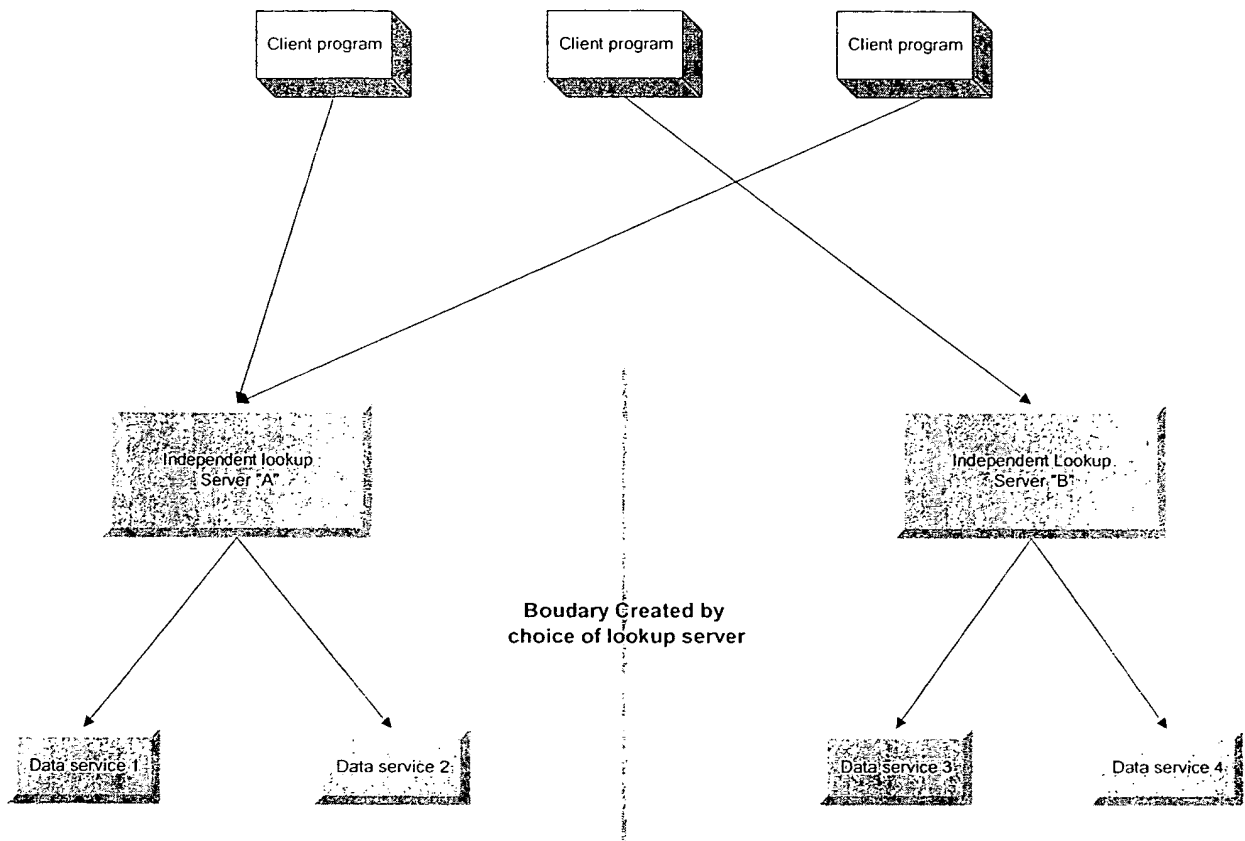 Client program
Client program
Client program
Independent lookup
Server "A"
Independent Lookup
Server "B"
Boudary Created by
choice of lookup server
Data service 1
Data service 2
Data service 3
Data service 4